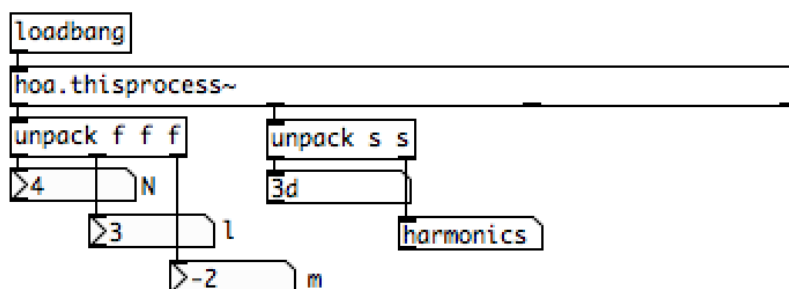 loadbang
hoa.thisprocess~
unpack f f f
unpack s s
4 N
3d
3 l
harmonics
-2 m